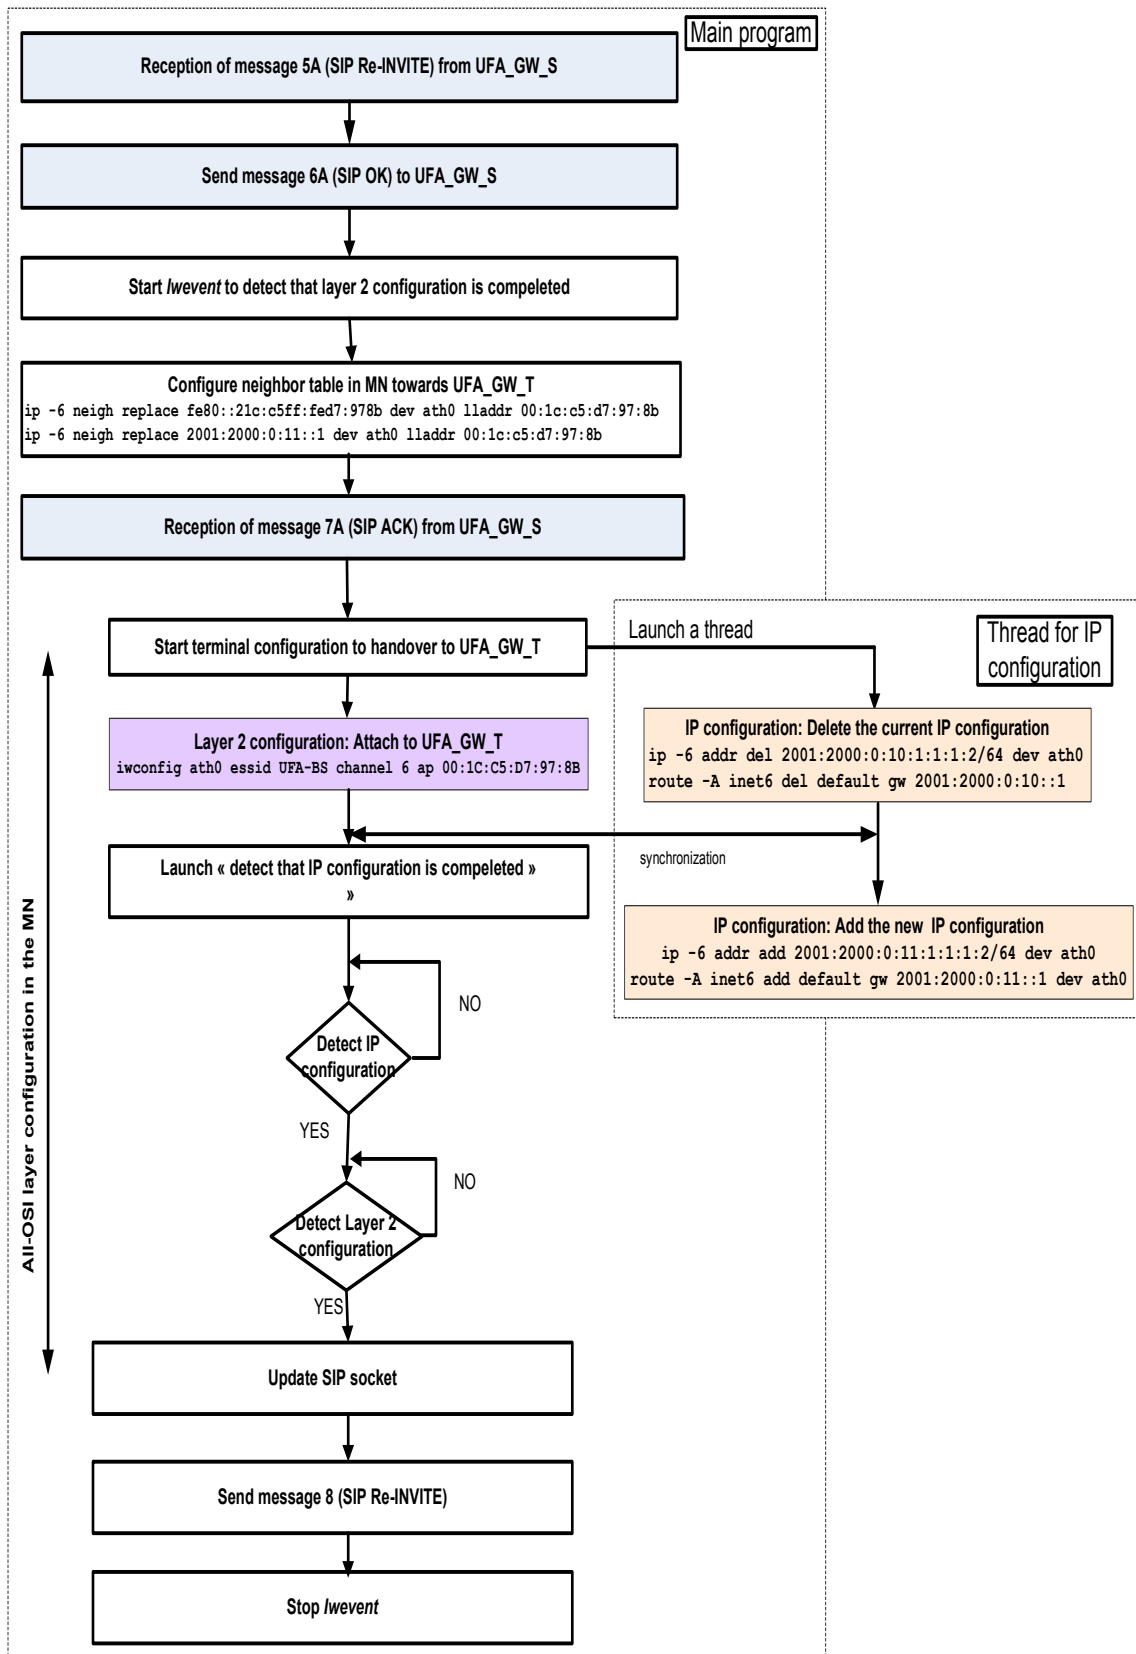 Main program
Reception of message 5A (SIP Re-INVITE) from UFA_GW_S
Send message 6A (SIP OK) to UFA_GW_S
Start Iwevent to detect that layer 2 configuration is compeleted
Configure neighbor table in MN towards UFA_GW_T
ip -6 neigh replace fe80::21c:c5ff:fed7:978b dev ath0 lladdr 00:1c:c5:d7:97:8b
ip -6 neigh replace 2001:2000:0:11::1 dev ath0 lladdr 00:1c:c5:d7:97:8b
Reception of message 7A (SIP ACK) from UFA_GW_S
Start terminal configuration to handover to UFA_GW_T
Launch a thread
Thread for IP
configuration
Layer 2 configuration: Attach to UFA_GW_T
iwconfig ath0 essid UFA-BS channel 6 ap 00:1C:C5:D7:97:8B
IP configuration: Delete the current IP configuration
ip -6 addr del 2001:2000:0:10:1:1:1:2/64 dev ath0
route -A inet6 del default gw 2001:2000:0:10::1
synchronization
Launch « detect that IP configuration is compeleted »
»
IP configuration: Add the new IP configuration
ip -6 addr add 2001:2000:0:11:1:1:1:2/64 dev ath0
route -A inet6 add default gw 2001:2000:0:11::1 dev ath0
NO
Detect IP
configuration
YES
NO
Detect Layer 2
configuration
YES
All-OSI layer configuration in the MN
Update SIP socket
Send message 8 (SIP Re-INVITE)
Stop Iwevent